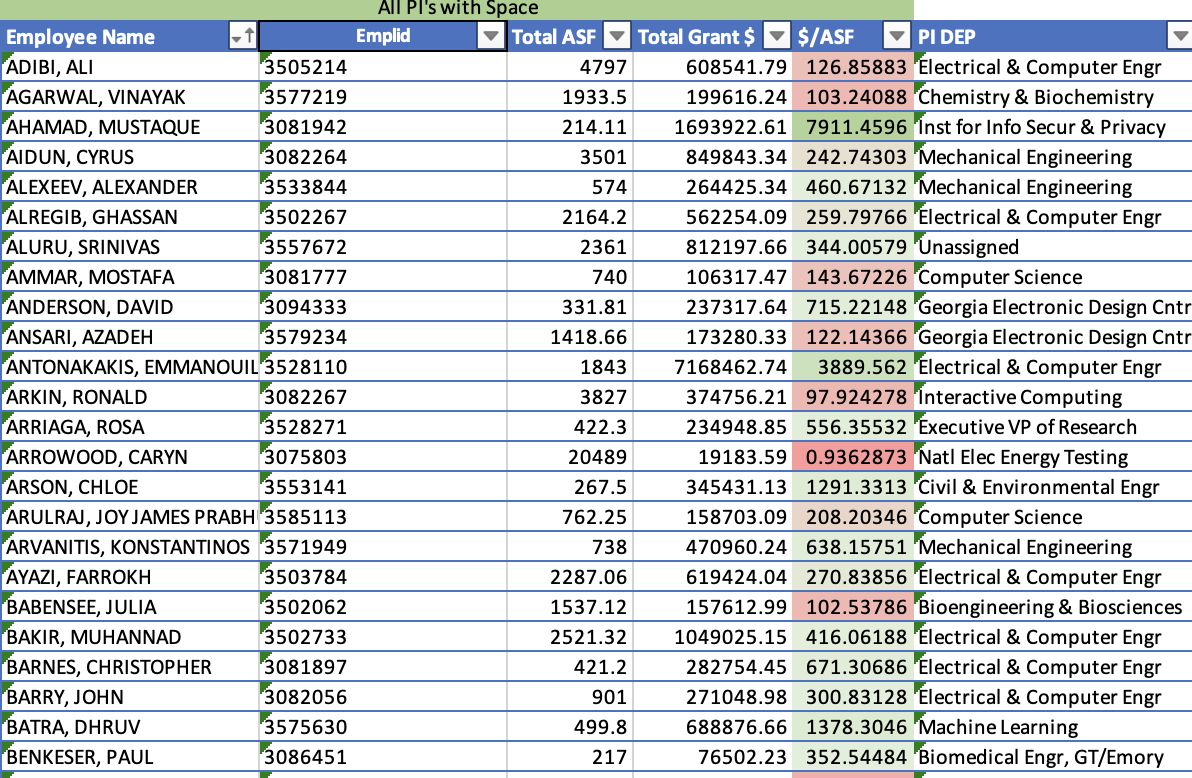 All PI's with Space
Employee Name Emplid Total ASF Total Grant $ $/ASF PI DEP
ADIBI, ALI 3505214 4797 608541.79 126.85883 Electrical & Computer Engr
AGARWAL, VINAYAK 3577219 1933.5 199616.24 103.24088 Chemistry & Biochemistry
AHAMAD, MUSTAQUE 3081942 214.11 1693922.61 7911.4596 Inst for Info Secur & Privacy
AIDUN, CYRUS 3082264 3501 849843.34 242.74303 Mechanical Engineering
ALEXEEV, ALEXANDER 3533844 574 264425.34 460.67132 Mechanical Engineering
ALREGIB, GHASSAN 3502267 2164.2 562254.09 259.79766 Electrical & Computer Engr
ALURU, SRINIVAS 3557672 2361 812197.66 344.00579 Unassigned
AMMAR, MOSTAFA 3081777 740 106317.47 143.67226 Computer Science
ANDERSON, DAVID 3094333 331.81 237317.64 715.22148 Georgia Electronic Design Cntr
ANSARI, AZADEH 3579234 1418.66 173280.33 122.14366 Georgia Electronic Design Cntr
ANTONAKAKIS, EMMANOUIL 3528110 1843 7168462.74 3889.562 Electrical & Computer Engr
ARKIN, RONALD 3082267 3827 374756.21 97.924278 Interactive Computing
ARRIAGA, ROSA 3528271 422.3 234948.85 556.35532 Executive VP of Research
ARROWOOD, CARYN 3075803 20489 19183.59 0.9362873 Natl Elec Energy Testing
ARSON, CHLOE 3553141 267.5 345431.13 1291.3313 Civil & Environmental Engr
ARULRAJ, JOY JAMES PRABH 3585113 762.25 158703.09 208.20346 Computer Science
ARVANITIS, KONSTANTINOS 3571949 738 470960.24 638.15751 Mechanical Engineering
AYAZI, FARROKH 3503784 2287.06 619424.04 270.83856 Electrical & Computer Engr
BABENSEE, JULIA 3502062 1537.12 157612.99 102.53786 Bioengineering & Biosciences
BAKIR, MUHANNAD 3502733 2521.32 1049025.15 416.06188 Electrical & Computer Engr
BARNES, CHRISTOPHER 3081897 421.2 282754.45 671.30686 Electrical & Computer Engr
BARRY, JOHN 3082056 901 271048.98 300.83128 Electrical & Computer Engr
BATRA, DHRUV 3575630 499.8 688876.66 1378.3046 Machine Learning
BENKESER, PAUL 3086451 217 76502.23 352.54484 Biomedical Engr, GT/Emory